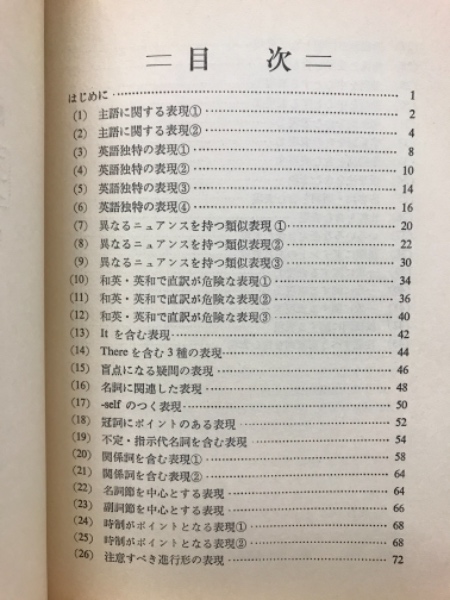 ＝目　次＝
はじめに……………………………………………………1
(1) 主語に関する表現①……………………………………2
(2) 主語に関する表現②……………………………………4
(3) 英語独特の表現①………………………………………8
(4) 英語独特の表現②………………………………………10
(5) 英語独特の表現③………………………………………14
(6) 英語独特の表現④………………………………………16
(7) 異なるニュアンスを持つ類似表現①…………………20
(8) 異なるニュアンスを持つ類似表現②…………………22
(9) 異なるニュアンスを持つ類似表現③…………………30
(10) 和英・英和で直訳が危険な表現①……………………34
(11) 和英・英和で直訳が危険な表現②……………………36
(12) 和英・英和で直訳が危険な表現③……………………40
(13) It を含む表現……………………………………………42
(14) Thereを含む3種の表現…………………………………44
(15) 盲点になる疑問の表現…………………………………46
(16) 名詞に関連した表現……………………………………48
(17) -self のつく表現…………………………………………50
(18) 冠詞にポイントのある表現……………………………52
(19) 不定・指示代名詞を含む表現…………………………54
(20) 関係詞を含む表現①……………………………………58
(21) 関係詞を含む表現②……………………………………64
(22) 名詞節を中心とする表現………………………………64
(23) 副詞節を中心とする表現………………………………66
(24) 時制がポイントとなる表現①…………………………68
(25) 時制がポイントとなる表現②…………………………68
(26) 注意すべき進行形の表現………………………………72